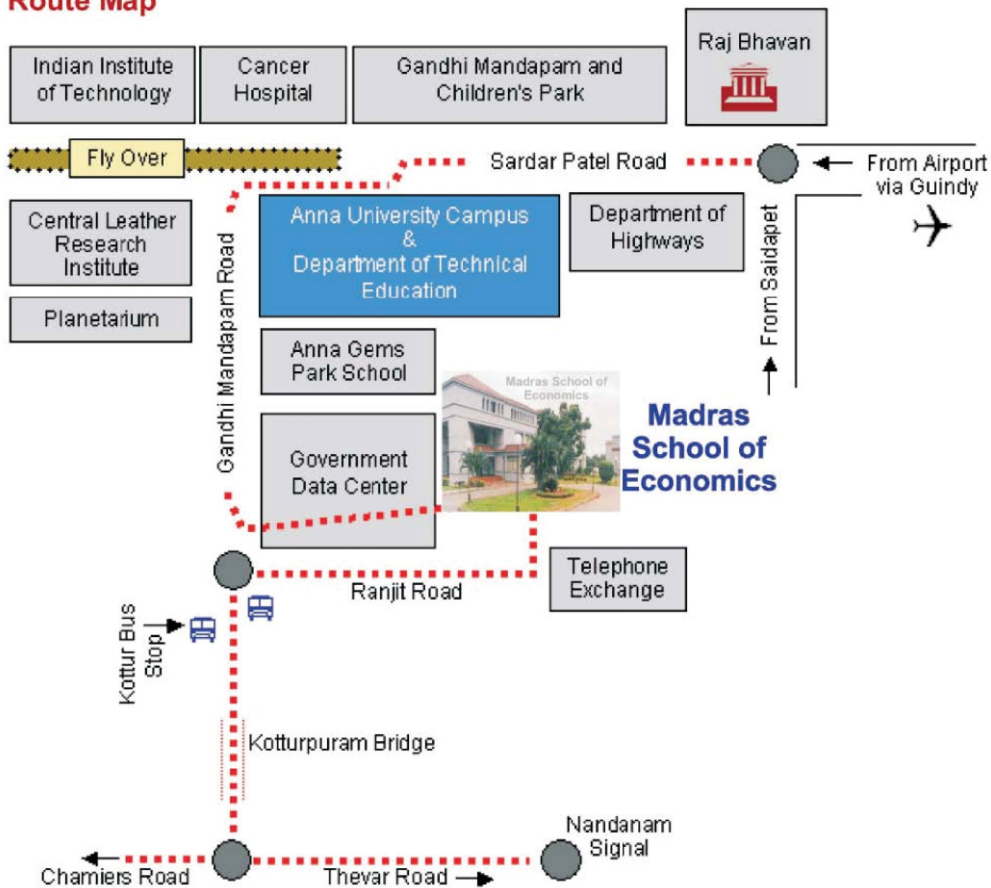 Route Map
Indian Institute
of Technology
Cancer
Hospital
Gandhi Mandapam and
Children's Park
Raj Bhavan
Fly Over
Sardar Patel Road
From Airport
via Guindy
Central Leather
Research
Institute
Planetarium
Gandhi Mandapam Road
Anna University Campus
&
Department of Technical
Education
Department of
Highways
From Saidapet
Anna Gems
Park School
Madras School of
Economics
Madras
School of
Economics
Government
Data Center
Ranjit Road
Telephone
Exchange
Kottur Bus
Stop
Kotturpuram Bridge
Nandanam
Signal
Chamiers Road
Thevar Road